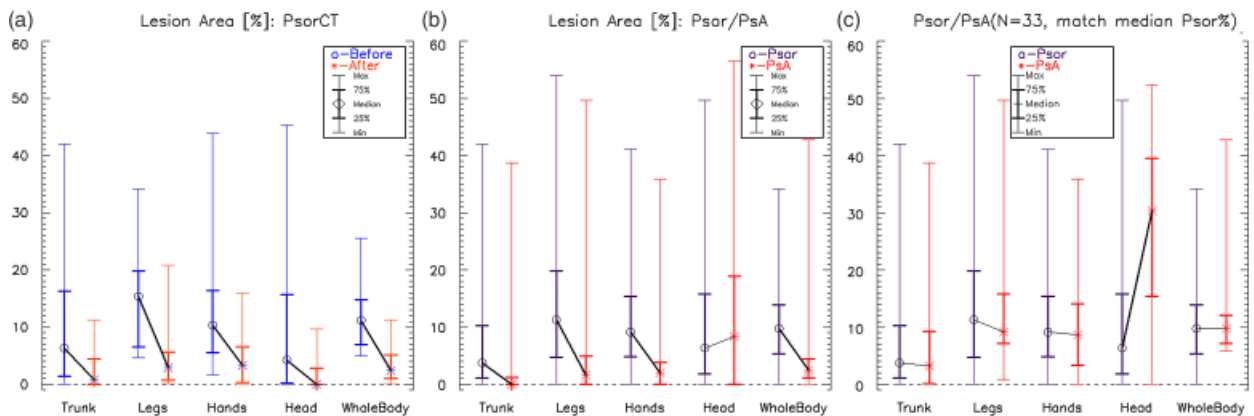 (a)
Lesion Area [%]: PsorCT
60
50
40
30
20
10
0
Before
After
Max
75%
Median
25%
Min
Trunk
Legs
Hands
Head
WholeBody
(b)
Lesion Area [%]: Psor/PsA
60
50
40
30
20
10
0
Psor
PsA
Max
75%
Median
25%
Min
Trunk
Legs
Hands
Head
WholeBody
(c)
Psor/PsA(N=33, match median Psor%)
60
50
40
30
20
10
0
Psor
PsA
Max
75%
Median
25%
Min
Trunk
Legs
Hands
Head
WholeBody